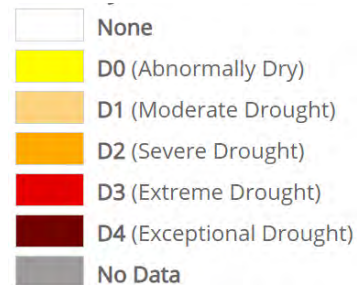 None
D0 (Abnormally Dry)
D1 (Moderate Drought)
D2 (Severe Drought)
D3 (Extreme Drought)
D4 (Exceptional Drought)
No Data